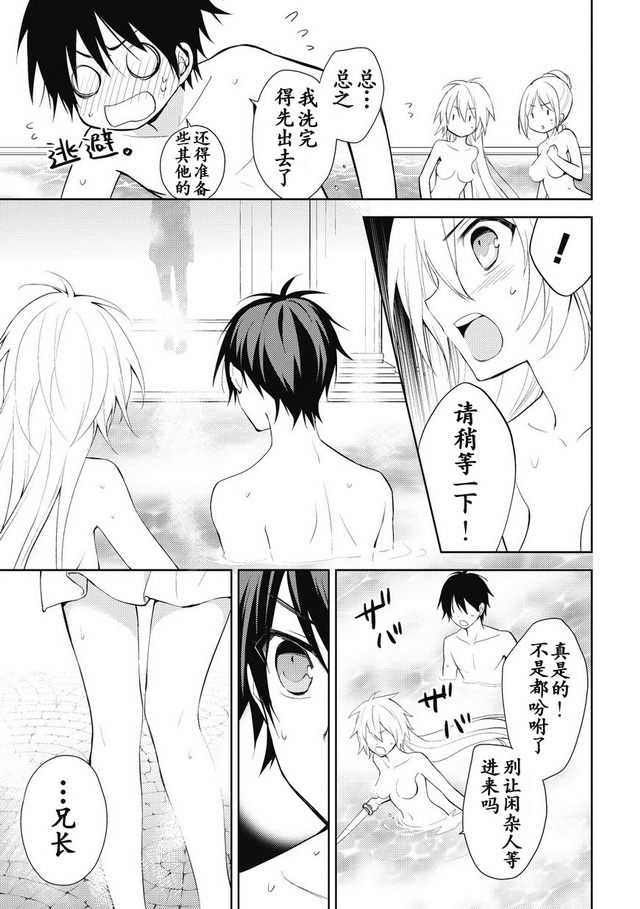 总…
总之
我洗完
得先出去了
还得准备
些其他的
逃避。
！
请稍等一下！
真是的！
不是都吩咐了
别让闲杂人等
进来吗
ザッ
ザッ
…兄长